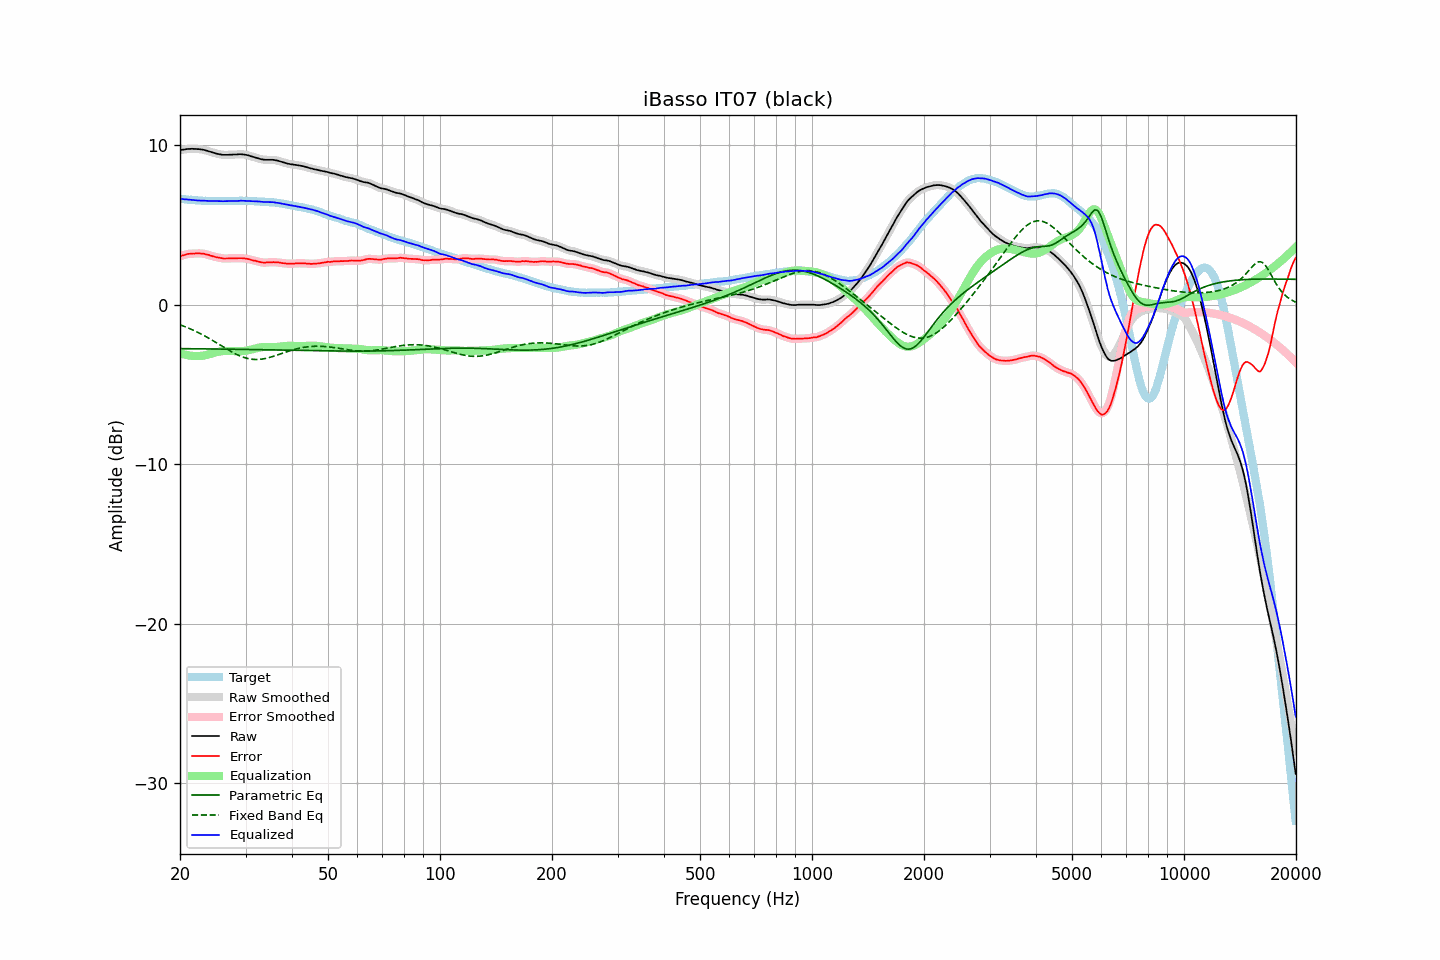 iBasso IT07 (black)
Amplitude (dBr)
10
0
−10
−20
−30
Target
Raw Smoothed
Error Smoothed
Raw
Error
Equalization
Parametric Eq
Fixed Band Eq
Equalized
20 50 100 200 500 1000 2000 5000 10000 20000
Frequency (Hz)